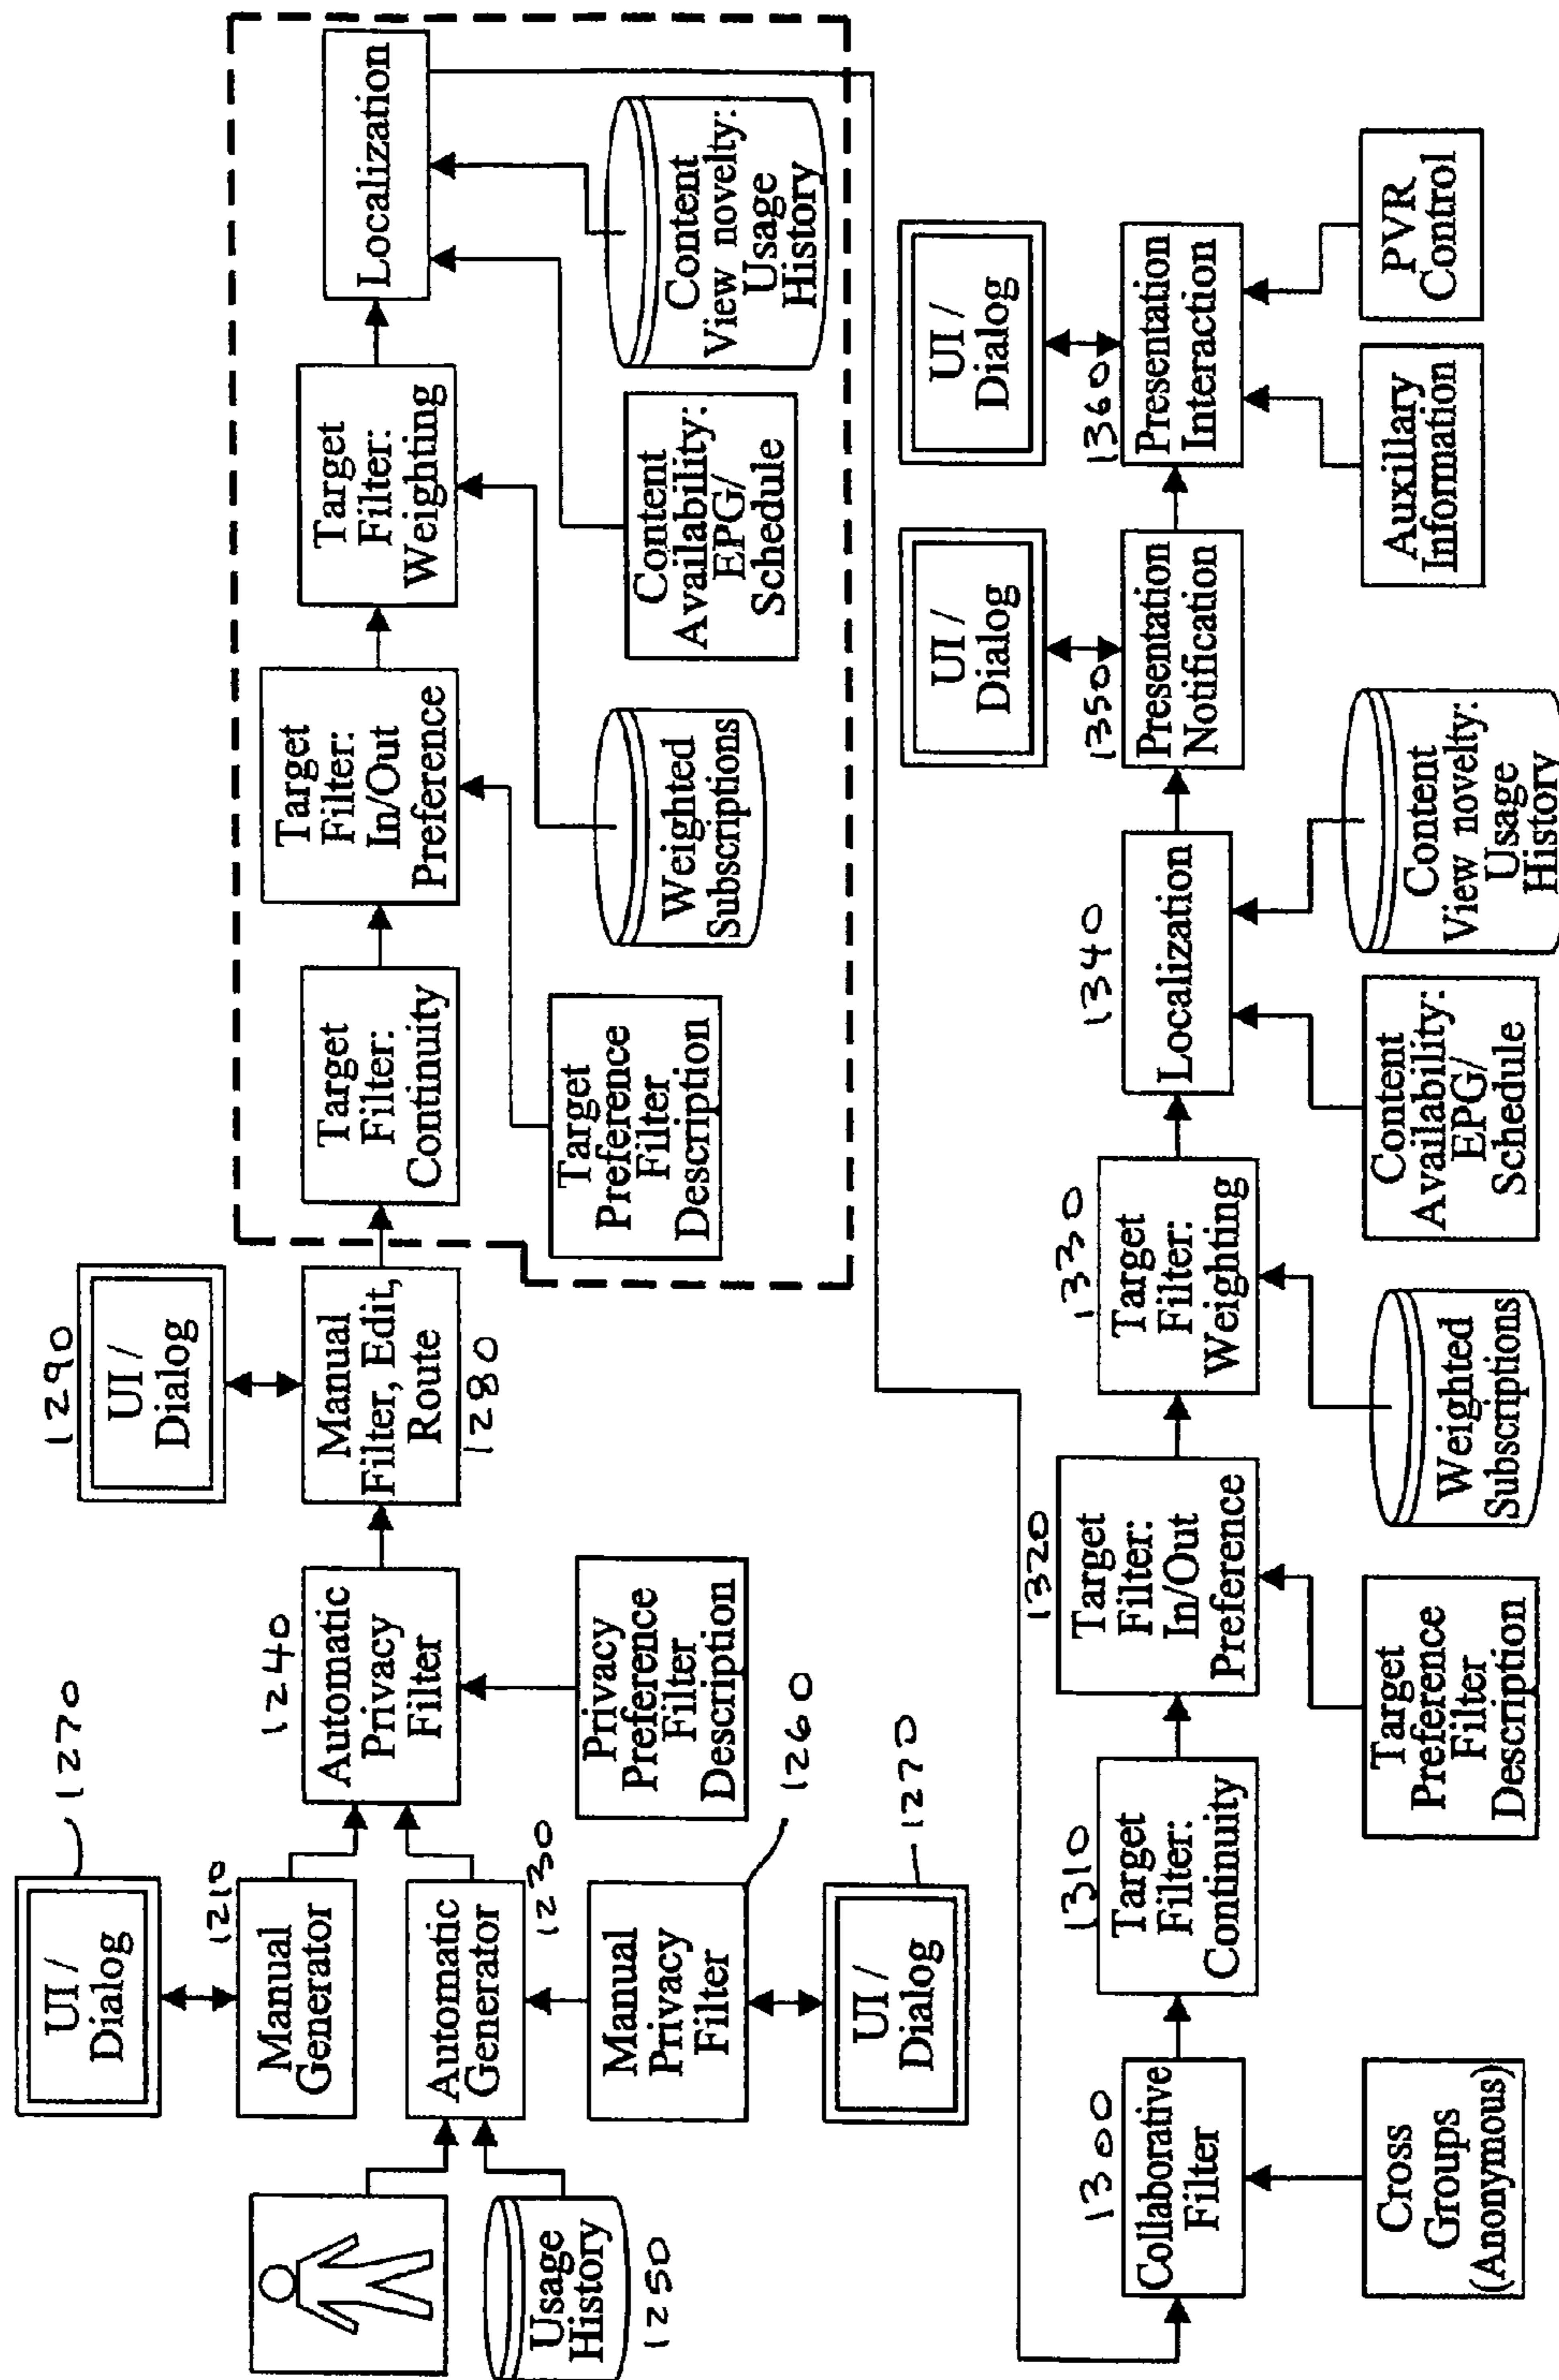 1270
UI /
Dialog
1210
Manual
Generator
Automatic
Generator
1230
Usage
History
1250
Manual
Privacy
Filter
1260
UI /
Dialog
1270
1240
Automatic
Privacy
Filter
Privacy
Preference
Filter
Description
1290
UI /
Dialog
Manual
Filter, Edit,
Route
1280
Target
Filter:
Continuity
Target
Preference
Filter
Description
Target
Filter:
In/Out
Preference
Weighted
Subscriptions
Target
Filter:
Weighting
Content
Availability:
EPG/
Schedule
Localization
Content
View novelty:
Usage
History
1300
Collaborative
Filter
Cross
Groups
(Anonymous)
1310
Target
Filter:
Continuity
1320
Target
Filter:
In/Out
Preference
Target
Preference
Filter
Description
1330
Target
Filter:
Weighting
Weighted
Subscriptions
1340
Localization
Content
Availability:
EPG/
Schedule
Content
View novelty:
Usage
History
UI /
Dialog
1350
Presentation
Notification
UI /
Dialog
1360
Presentation
Interaction
Auxillary
Information
PVR
Control